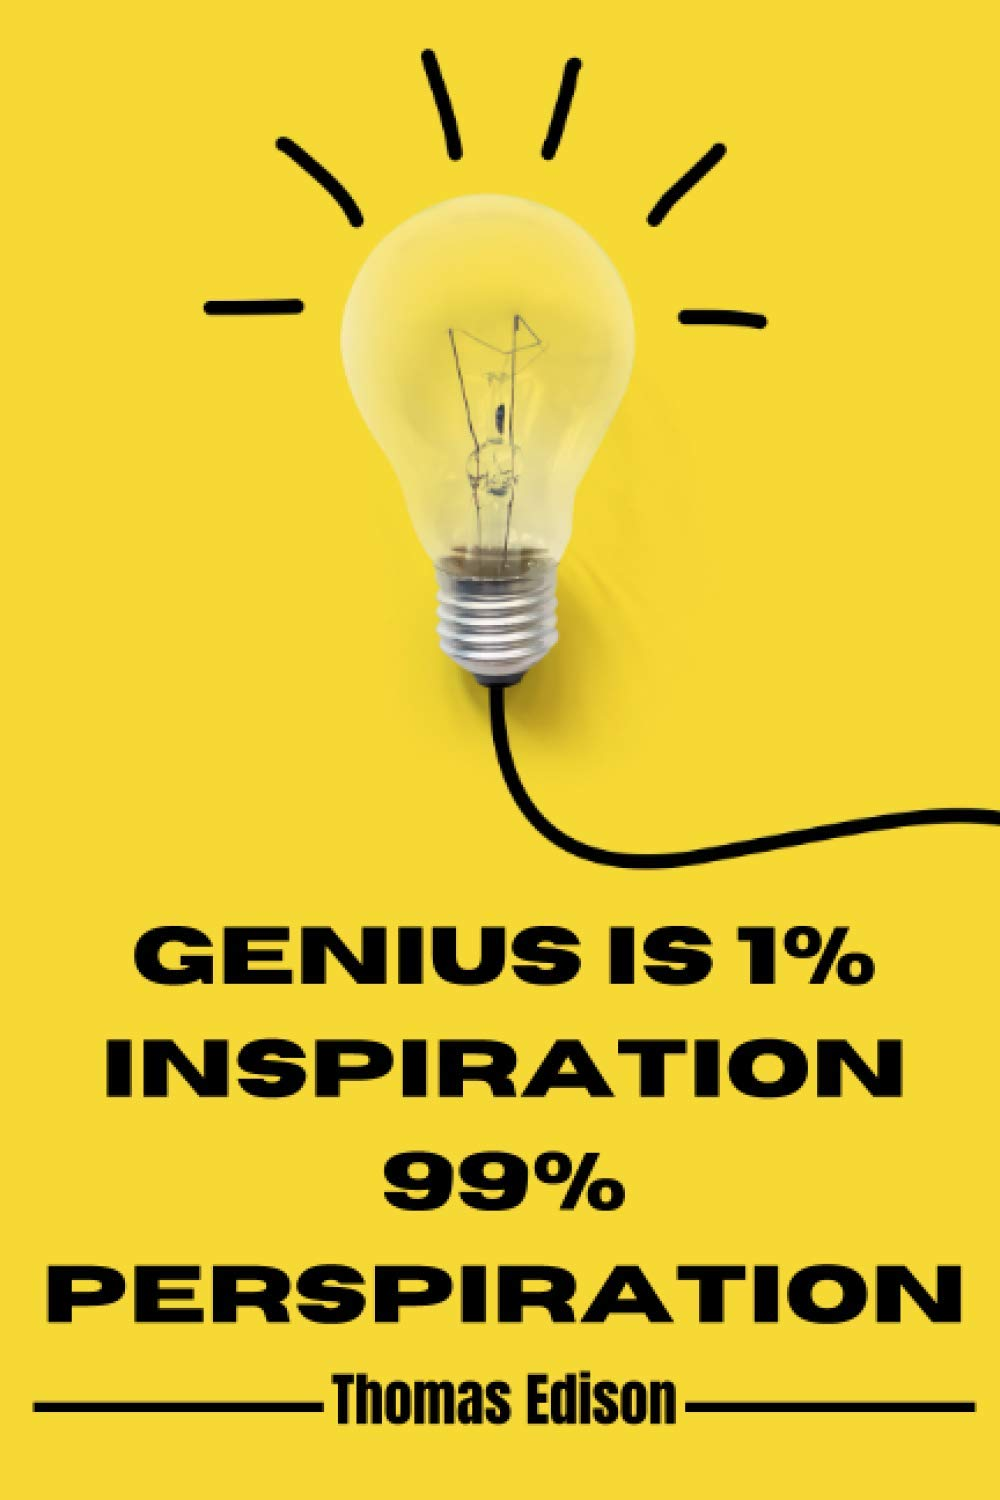 GENIUS IS 1%
INSPIRATION
99%
PERSPIRATION
Thomas Edison